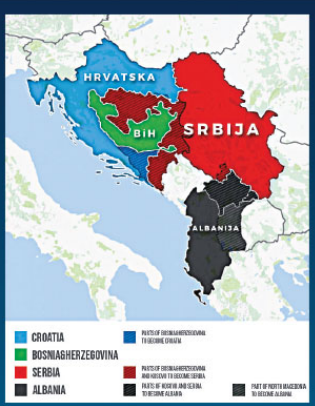 HRVATSKA
BiH
SRBIJA
ALBANIJA
CROATIA
BOSNIA&HERZEGOVINA
SERBIA
ALBANIA
PARTS OF BOSNIA&HERZEGOVINA
TO BECOME CROATIA
PARTS OF BOSNIA&HERZEGOVINA
AND KOSOVO TO BECOME SERBIA
PARTS OF KOSOVO AND SERBIA
TO BECOME ALBANIA
PART OF NORTH MACEDONIA
TO BECOME ALBANIA